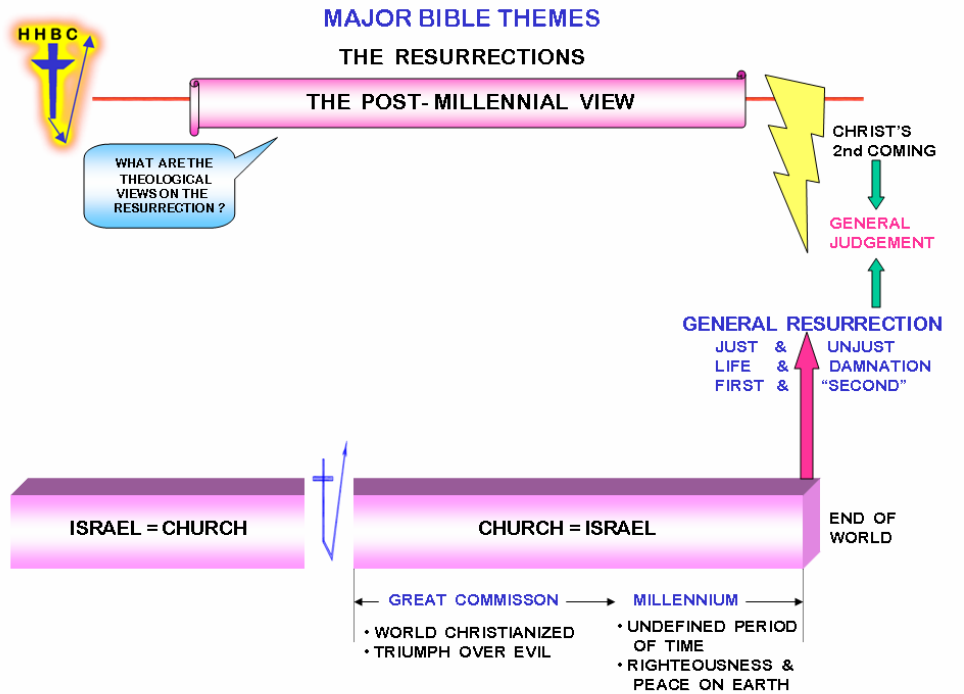 MAJOR BIBLE THEMES
HHBC
THE RESURRECTIONS
THE POST- MILLENNIAL VIEW
WHAT ARE THE
THEOLOGICAL
VIEWS ON THE
RESURRECTION ?
CHRIST'S
2nd COMING
GENERAL
JUDGEMENT
GENERAL RESURRECTION
JUST & UNJUST
LIFE & DAMNATION
FIRST & “SECOND”
ISRAEL = CHURCH
CHURCH = ISRAEL
END OF
WORLD
GREAT COMMISSON
• WORLD CHRISTIANIZED
• TRIUMPH OVER EVIL
MILLENNIUM
• UNDEFINED PERIOD
OF TIME
• RIGHTEOUSNESS &
PEACE ON EARTH